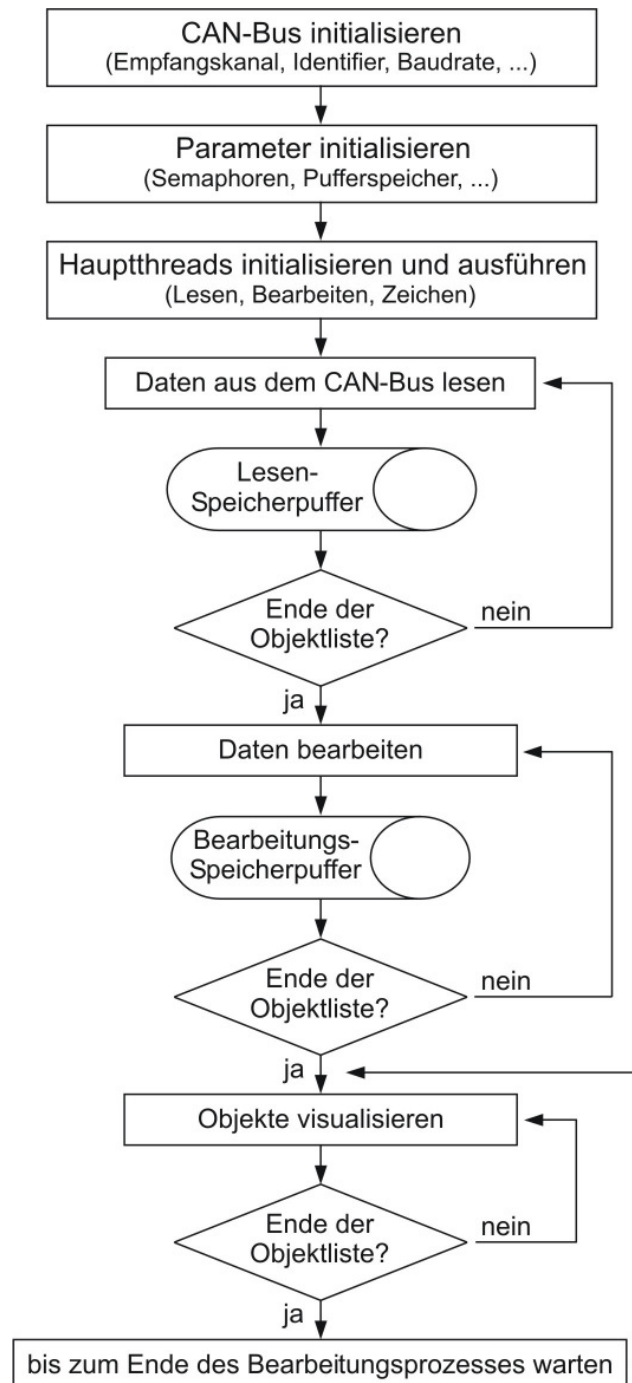 CAN-Bus initialisieren
(Empfangskanal, Identifier, Baudrate, ...)
Parameter initialisieren
(Semaphoren, Pufferspeicher, ...)
Hauptthreads initialisieren und ausführen
(Lesen, Bearbeiten, Zeichen)
Daten aus dem CAN-Bus lesen
Lesen-
Speicherpuffer
Ende der
Objektliste?
nein
ja
Daten bearbeiten
Bearbeitungs-
Speicherpuffer
Ende der
Objektliste?
nein
ja
Objekte visualisieren
Ende der
Objektliste?
nein
ja
bis zum Ende des Bearbeitungsprozesses warten